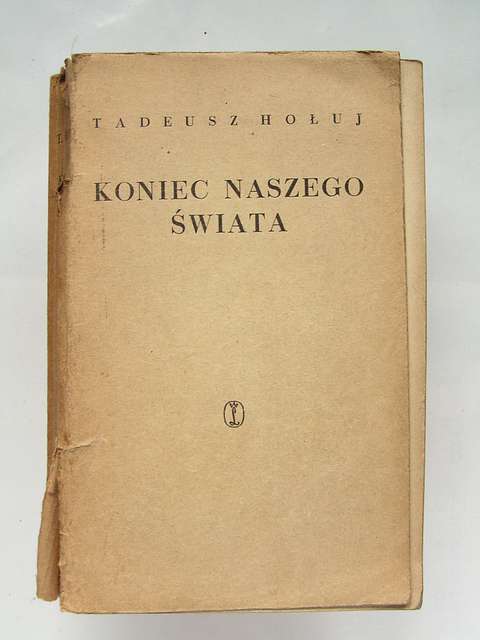 TADEUSZ HOŁUJ
KONIEC NASZEGO
ŚWIATA